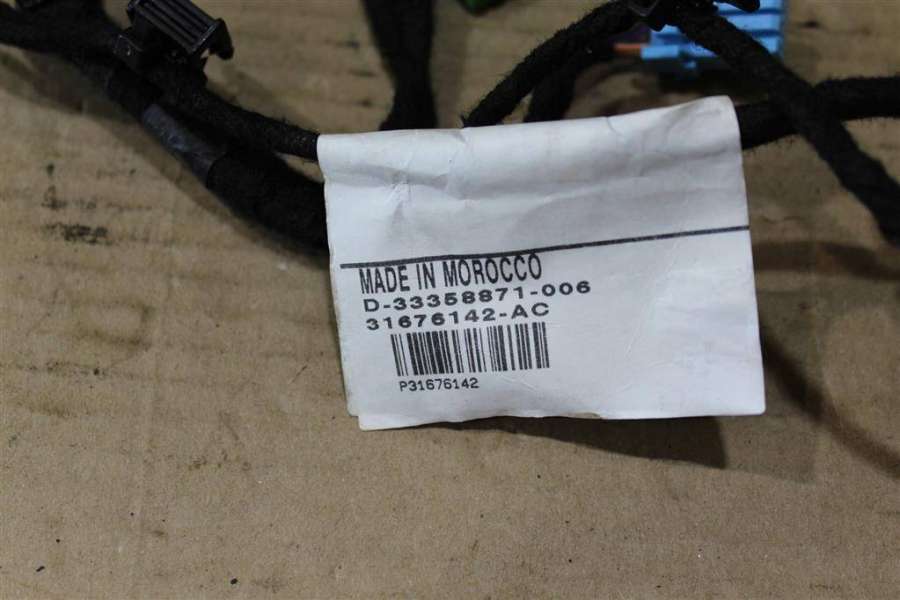 MADE IN MOROCCO
D-33358871-006
31676142-AC
P31676142